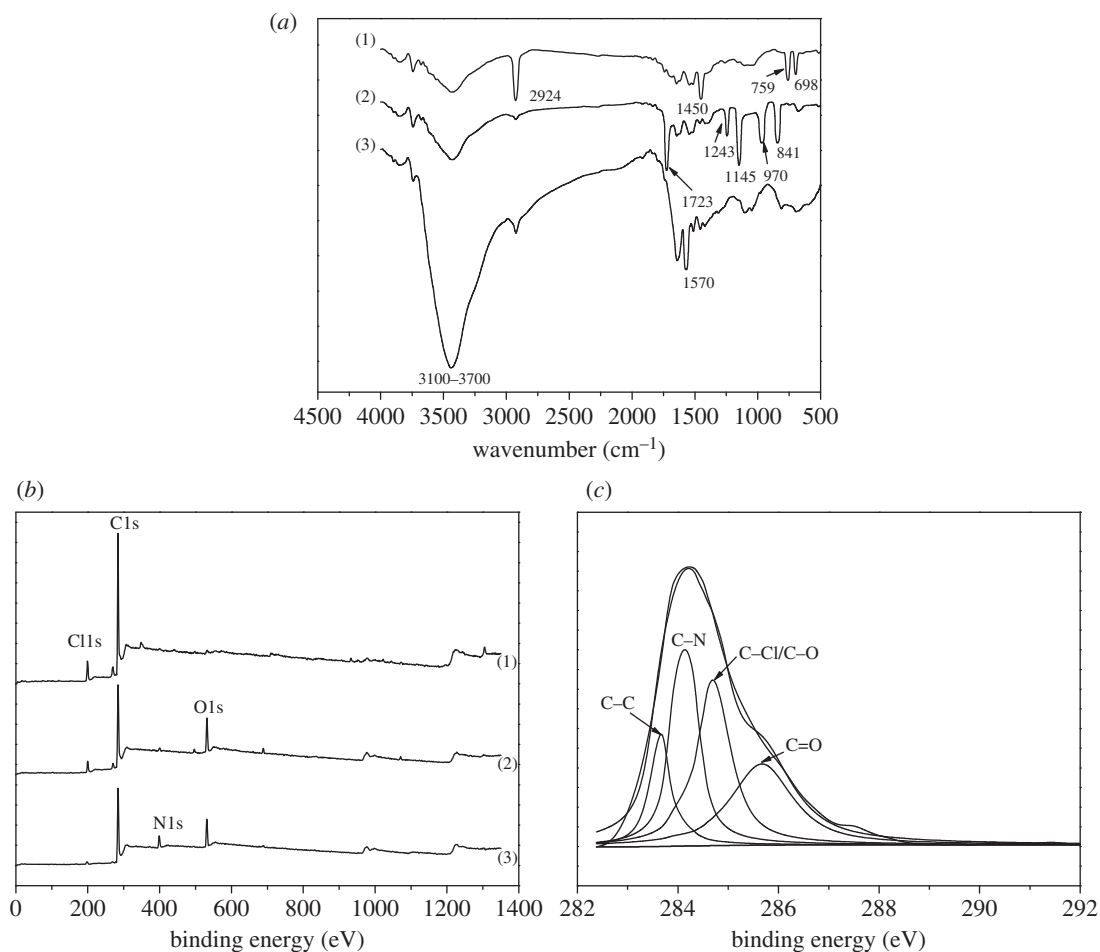 (a)
(1)
(2)
(3)
2924
1450
759 698
1243
1145 970 841
1723
1570
3100–3700
4500 4000 3500 3000 2500 2000 1500 1000 500
wavenumber (cm–1)
(b)
C1s
Cl1s
(1)
O1s
(2)
N1s
(3)
0 200 400 600 800 1000 1200 1400
binding energy (eV)
(c)
C–N
C–Cl/C–O
C–C
C=O
282 284 286 288 290 292
binding energy (eV)